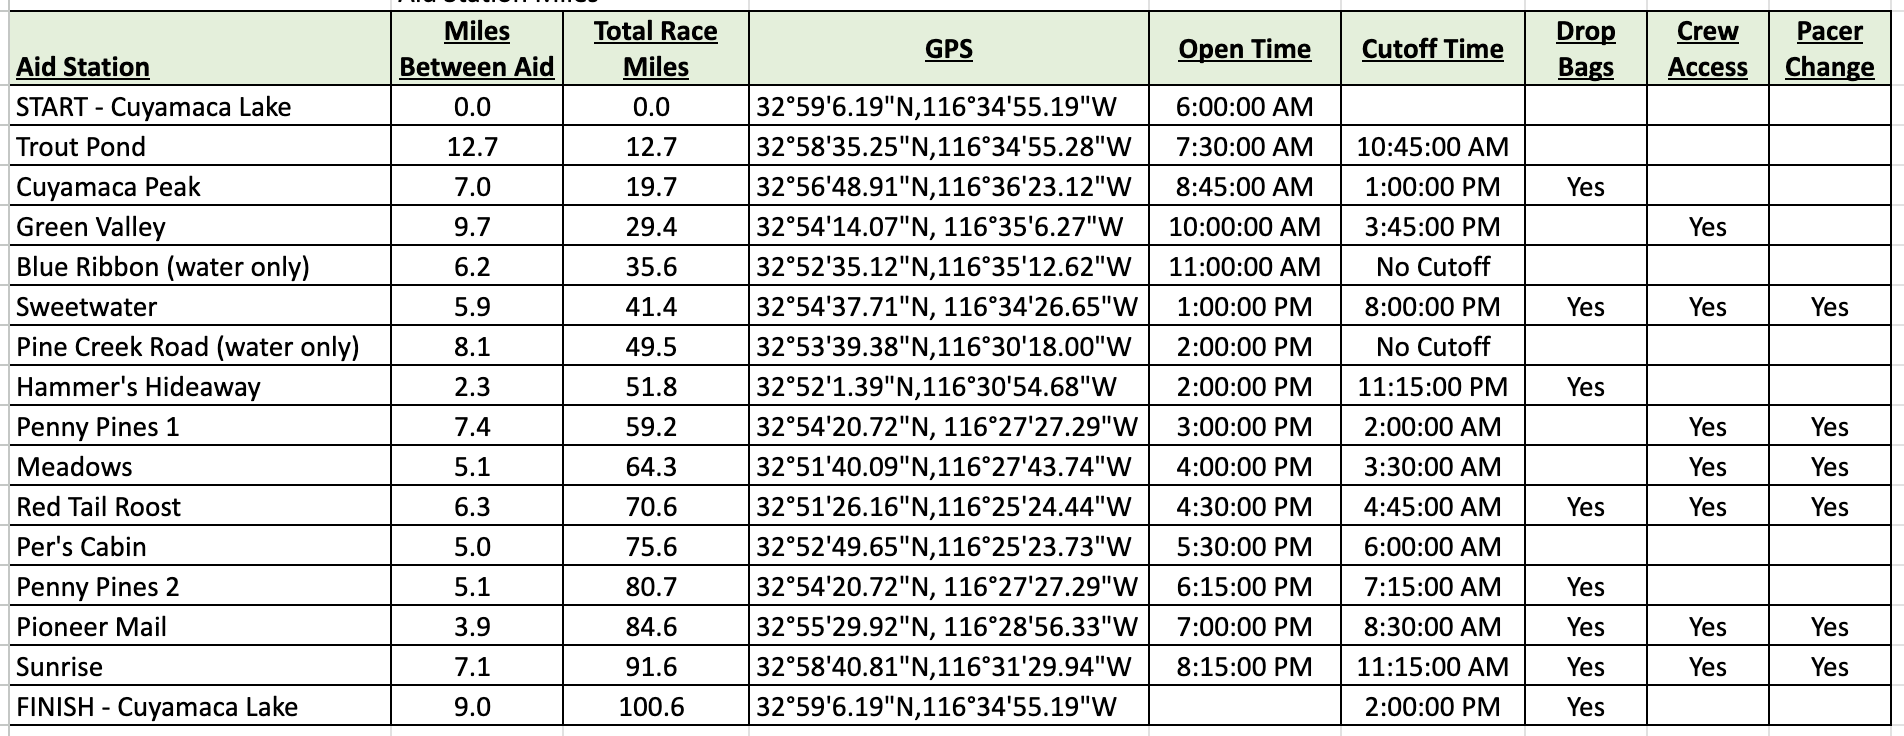 Aid Station Miles
Aid Station Miles Between Aid Total Race Miles GPS Open Time Cutoff Time Drop Bags Crew Access Pacer Change
START - Cuyamaca Lake 0.0 0.0 32°59'6.19"N,116°34'55.19"W 6:00:00 AM
Trout Pond 12.7 12.7 32°58'35.25"N,116°34'55.28"W 7:30:00 AM 10:45:00 AM
Cuyamaca Peak 7.0 19.7 32°56'48.91"N,116°36'23.12"W 8:45:00 AM 1:00:00 PM Yes
Green Valley 9.7 29.4 32°54'14.07"N, 116°35'6.27"W 10:00:00 AM 3:45:00 PM Yes
Blue Ribbon (water only) 6.2 35.6 32°52'35.12"N,116°35'12.62"W 11:00:00 AM No Cutoff
Sweetwater 5.9 41.4 32°54'37.71"N, 116°34'26.65"W 1:00:00 PM 8:00:00 PM Yes Yes Yes
Pine Creek Road (water only) 8.1 49.5 32°53'39.38"N,116°30'18.00"W 2:00:00 PM No Cutoff
Hammer's Hideaway 2.3 51.8 32°52'1.39"N,116°30'54.68"W 2:00:00 PM 11:15:00 PM Yes
Penny Pines 1 7.4 59.2 32°54'20.72"N, 116°27'27.29"W 3:00:00 PM 2:00:00 AM Yes Yes
Meadows 5.1 64.3 32°51'40.09"N,116°27'43.74"W 4:00:00 PM 3:30:00 AM Yes Yes
Red Tail Roost 6.3 70.6 32°51'26.16"N,116°25'24.44"W 4:30:00 PM 4:45:00 AM Yes Yes Yes
Per's Cabin 5.0 75.6 32°52'49.65"N,116°25'23.73"W 5:30:00 PM 6:00:00 AM
Penny Pines 2 5.1 80.7 32°54'20.72"N, 116°27'27.29"W 6:15:00 PM 7:15:00 AM Yes
Pioneer Mail 3.9 84.6 32°55'29.92"N, 116°28'56.33"W 7:00:00 PM 8:30:00 AM Yes Yes Yes
Sunrise 7.1 91.6 32°58'40.81"N,116°31'29.94"W 8:15:00 PM 11:15:00 AM Yes Yes Yes
FINISH - Cuyamaca Lake 9.0 100.6 32°59'6.19"N,116°34'55.19"W 2:00:00 PM Yes